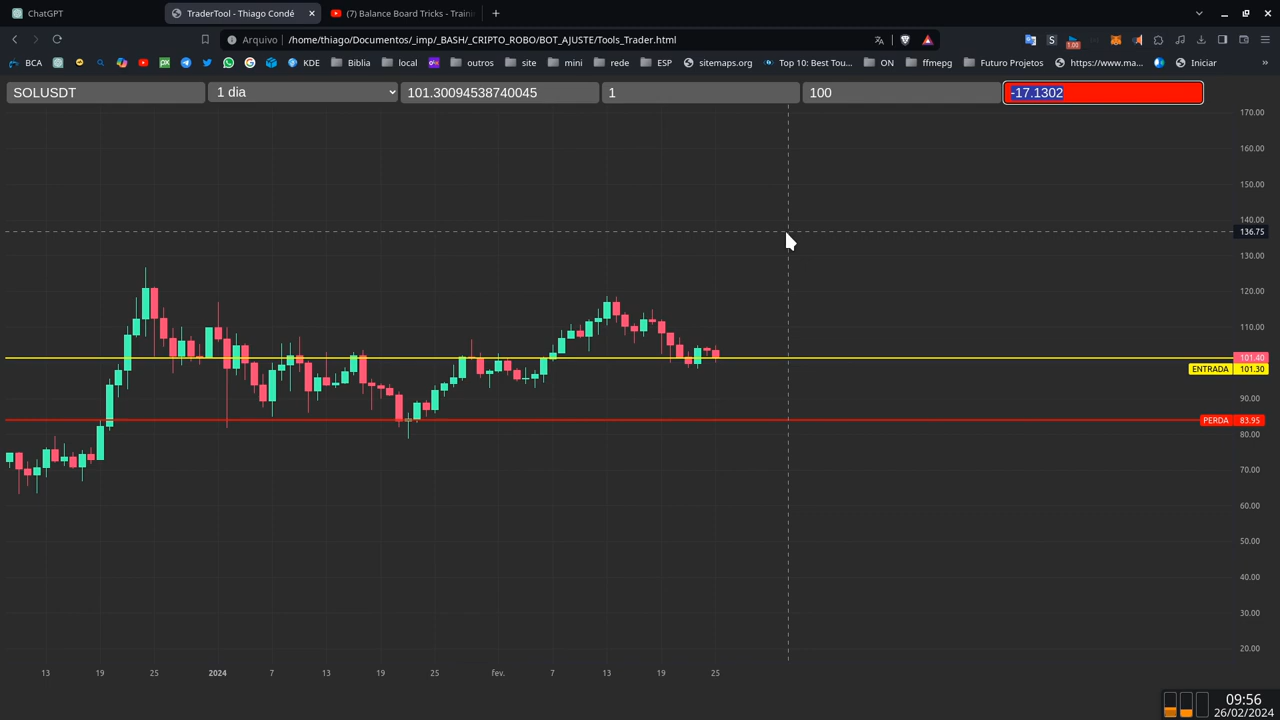 ChatGPT
TraderTool - Thiago Condé
(7) Balance Board Tricks - Traine
Arquivo
/home/thiago/Documentos/_imp/_BASH/_CRIPTO_ROBO/BOT_AJUSTE/Tools_Trader.html
1.00
BCA
KDE
Bíblia
local
outros
site
mini
rede
ESP
sitemaps.org
Top 10: Best Tou...
ON
ffmepg
Futuro Projetos
https://www.ma...
Iniciar
»
SOLUSDT
1 dia
101.30094538740045
1
100
-17.1302
170.00
160.00
150.00
140.00
136.75
130.00
120.00
110.00
101.40
ENTRADA 101.30
90.00
PERDA 83.95
80.00
70.00
60.00
50.00
40.00
30.00
20.00
13
19
25
2024
7
13
19
25
fev.
7
13
19
25
09:56
26/02/2024